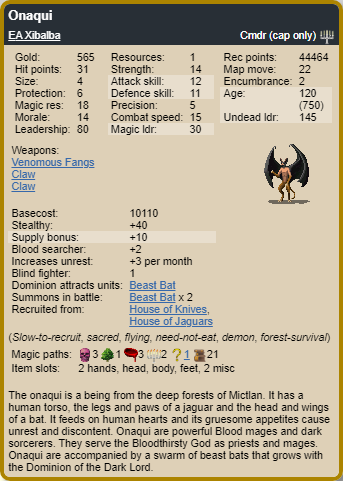 Onaqui
EA Xibalba Cmdr (cap only)
Gold: 565 Resources: 1 Rec points: 44464
Hit points: 31 Strength: 14 Map move: 22
Size: 4 Attack skill: 12 Encumbrance: 2
Protection: 6 Defence skill: 11 Age: 120
Magic res: 18 Precision: 5 (750)
Morale: 14 Combat speed: 15 Undead ldr: 145
Leadership: 80 Magic ldr: 30
Weapons:
Venomous Fangs
Claw
Claw
Basecost: 10110
Stealthy: +40
Supply bonus: +10
Blood searcher: +2
Increases unrest: +3 per month
Blind fighter: 1
Dominion attracts units: Beast Bat
Summons in battle: Beast Bat x 2
Recruited from: House of Knives,
House of Jaguars
(Slow-to-recruit, sacred, flying, need-not-eat, demon, forest-survival)
Magic paths: 3 1 3 2 1 21
Item slots: 2 hands, head, body, feet, 2 misc
The onaqui is a being from the deep forests of Mictlan. It has a
human torso, the legs and paws of a jaguar and the head and wings
of a bat. It feeds on human hearts and its gruesome appetites cause
unrest and discontent. Onaqui are powerful Blood mages and dark
sorcerers. They serve the Bloodthirsty God as priests and mages.
Onaqui are accompanied by a swarm of beast bats that grows with
the Dominion of the Dark Lord.